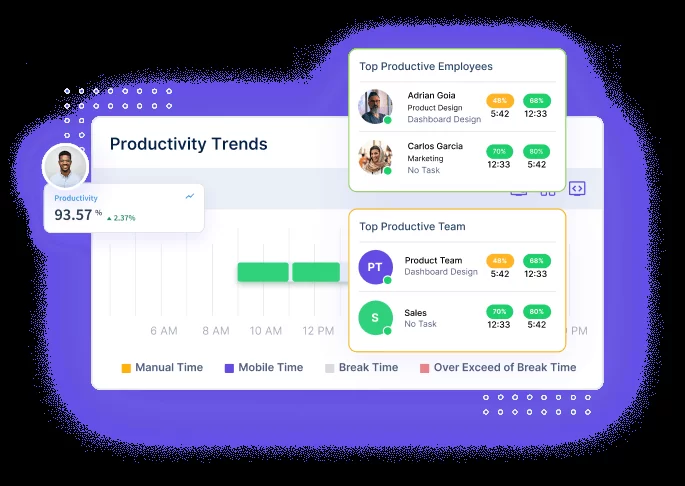 Top Productive Employees
Adrian Goia
Product Design
Dashboard Design
48%
68%
5:42
12:33
Carlos Garcia
Marketing
No Task
70%
80%
12:33
5:42
Productivity Trends
Productivity
93.57 %
2.37%
Top Productive Team
PT
Product Team
Dashboard Design
48%
68%
5:42
12:33
S
Sales
No Task
70%
80%
12:33
5:42
6 AM
8 AM
10 AM
12 PM
PM
Manual Time
Mobile Time
Break Time
Over Exceed of Break Time